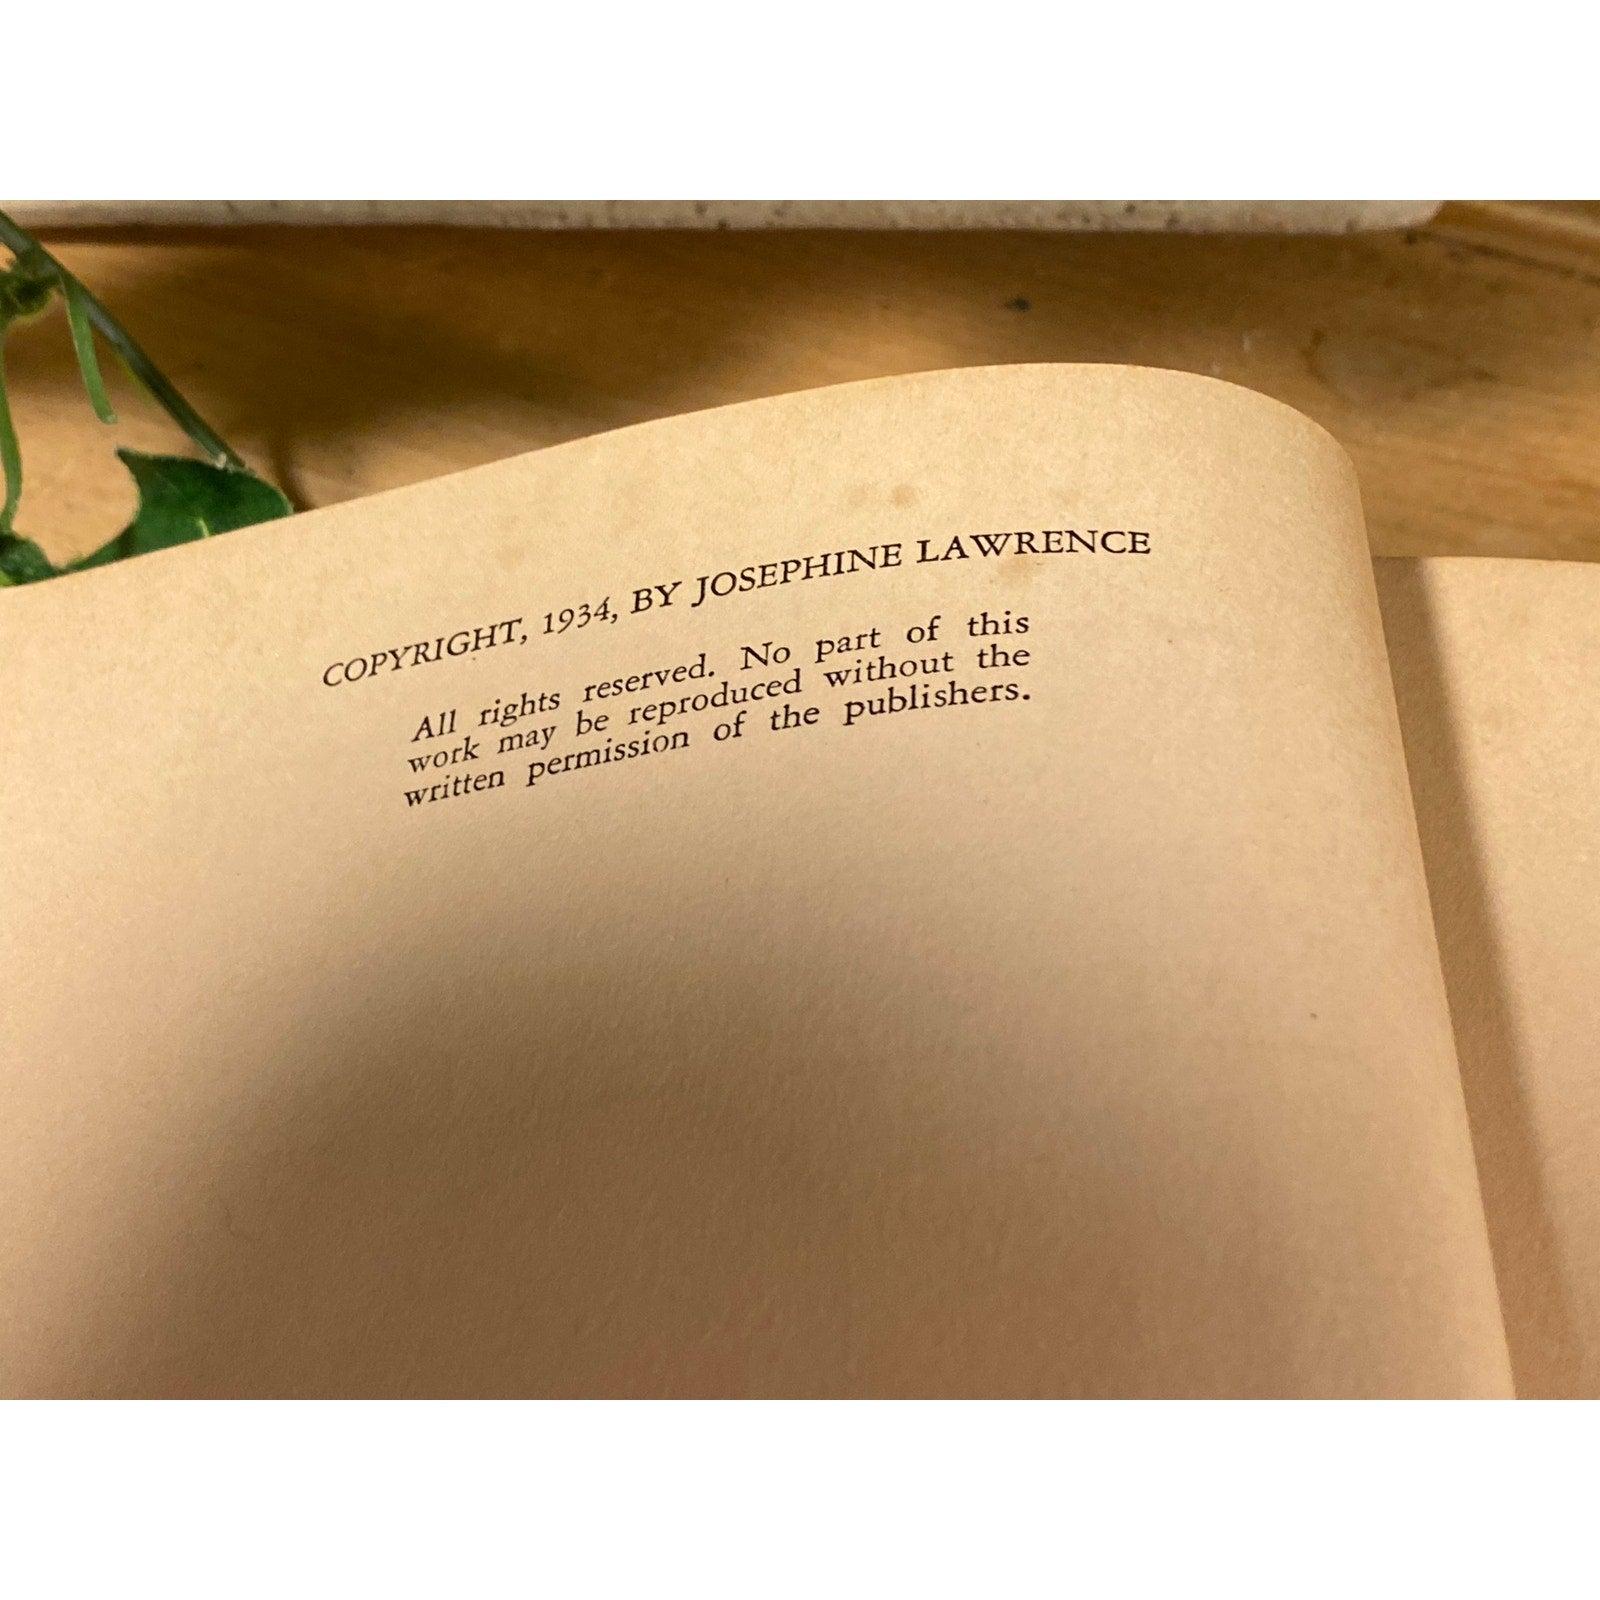 COPYRIGHT, 1934, BY JOSEPHINE LAWRENCE
All rights reserved. No part of this
work may be reproduced without the
written permission of the publishers.